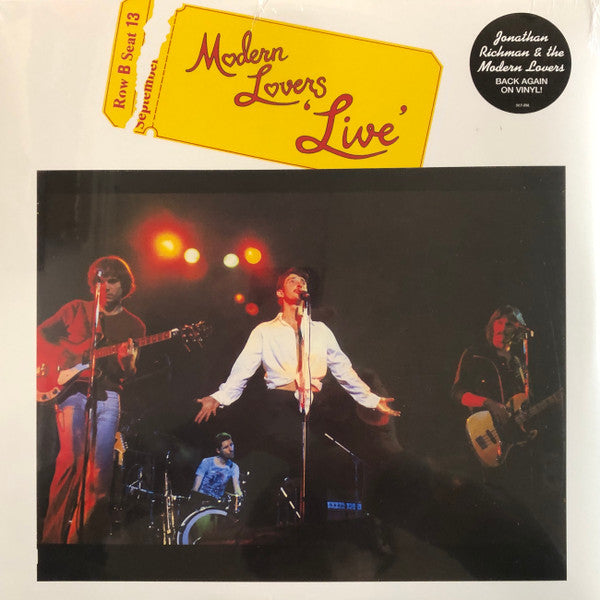 Row B Seat 13
September
Modern
Lovers
'Live'
Jonathan
Richman & the
Modern Lovers
BACK AGAIN
ON VINYL!